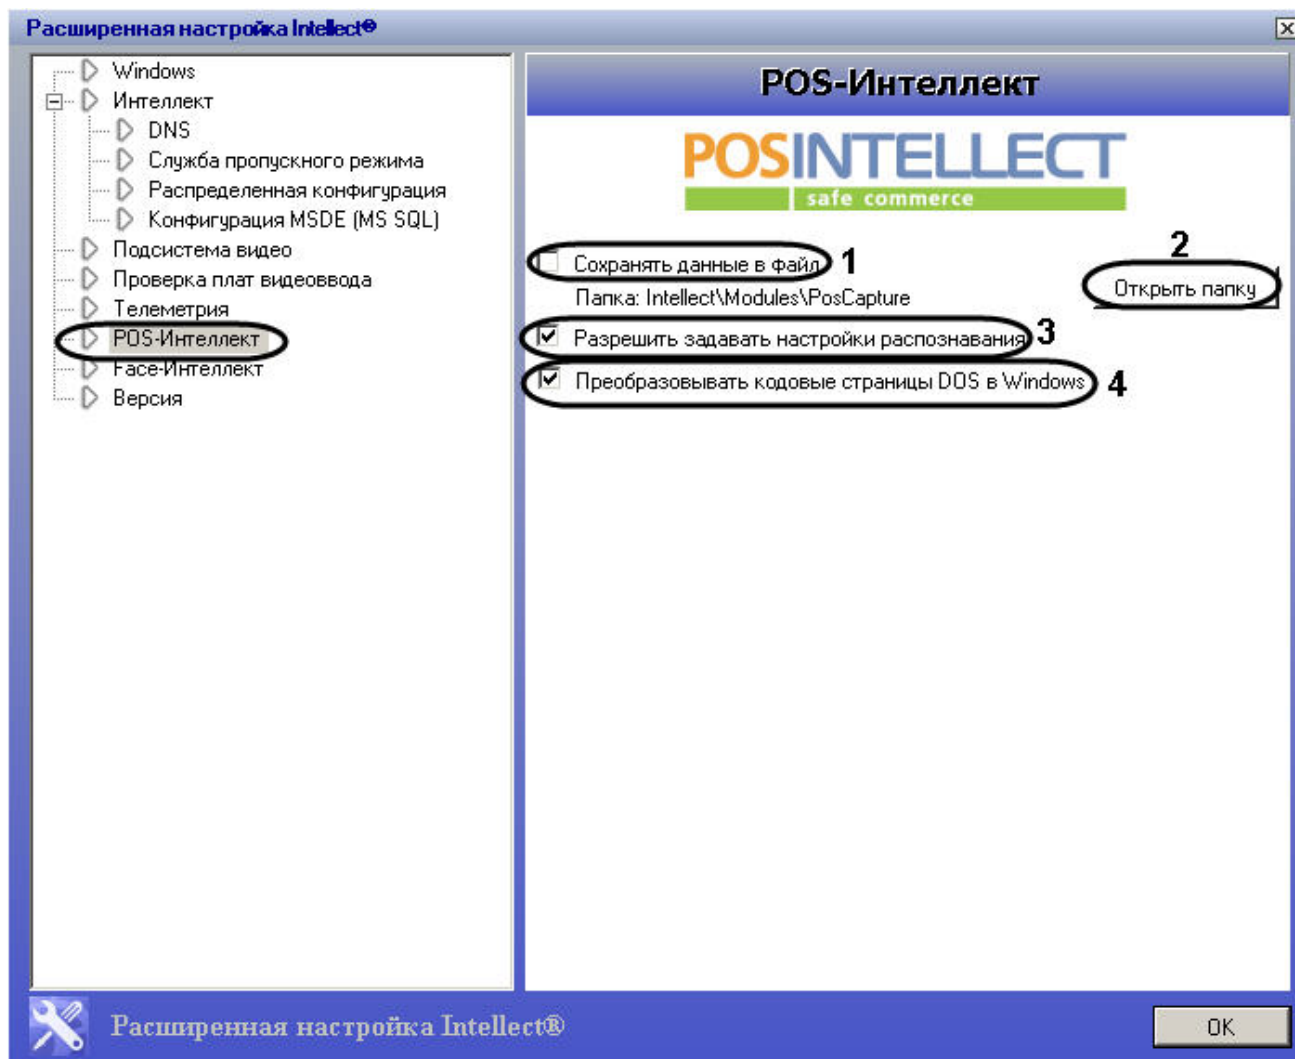 Расширенная настройка Intellect®
Windows
Интеллект
DNS
Служба пропускного режима
Распределенная конфигурация
Конфигурация MSDE (MS SQL)
Подсистема видео
Проверка плат видеоввода
Телеметрия
POS-Интеллект
Face-Интеллект
Версия
POS-Интеллект
POSINTELLECT
safe commerce
Сохранять данные в файл 1
2
Папка: Intellect\Modules\PosCapture
Открыть папку
Разрешить задавать настройки распознавания 3
Преобразовывать кодовые страницы DOS в Windows 4
Расширенная настройка Intellect®
OK